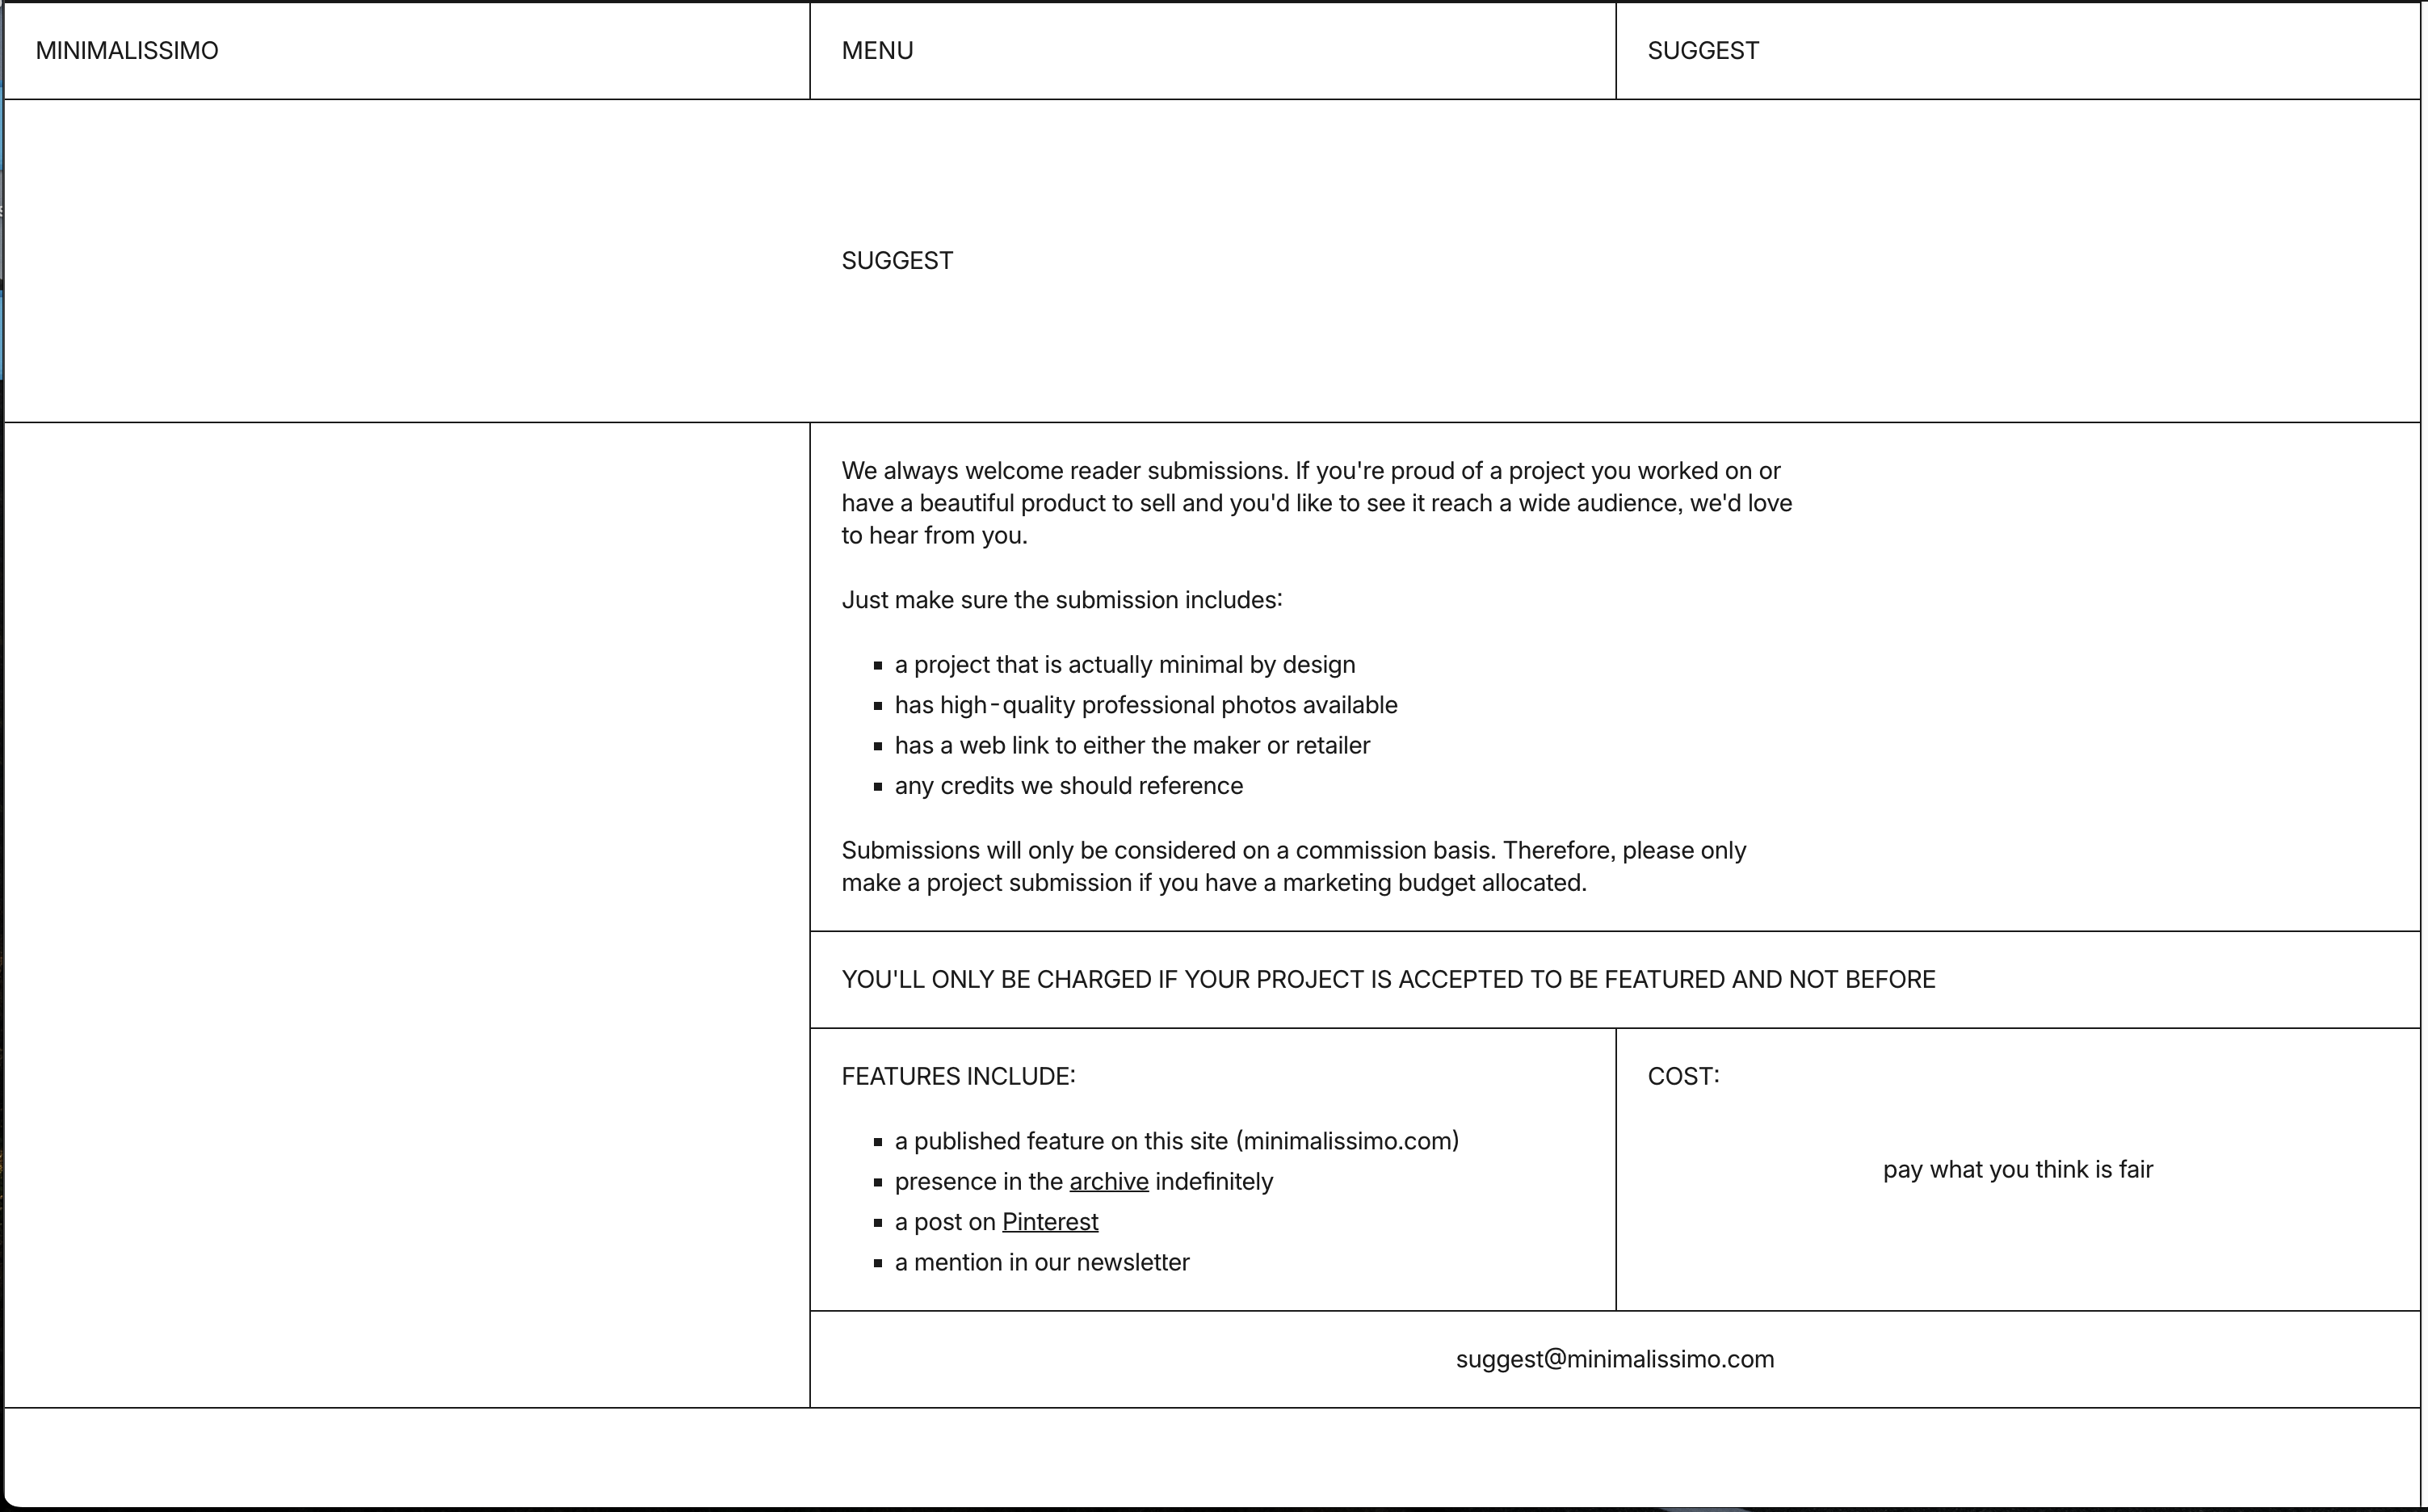 MINIMALISSIMO
MENU
SUGGEST
SUGGEST
We always welcome reader submissions. If you're proud of a project you worked on or
have a beautiful product to sell and you'd like to see it reach a wide audience, we'd love
to hear from you.
Just make sure the submission includes:
▪ a project that is actually minimal by design
▪ has high-quality professional photos available
▪ has a web link to either the maker or retailer
▪ any credits we should reference
Submissions will only be considered on a commission basis. Therefore, please only
make a project submission if you have a marketing budget allocated.
YOU'LL ONLY BE CHARGED IF YOUR PROJECT IS ACCEPTED TO BE FEATURED AND NOT BEFORE
FEATURES INCLUDE:
▪ a published feature on this site (minimalissimo.com)
▪ presence in the archive indefinitely
▪ a post on Pinterest
▪ a mention in our newsletter
COST:
pay what you think is fair
suggest@minimalissimo.com